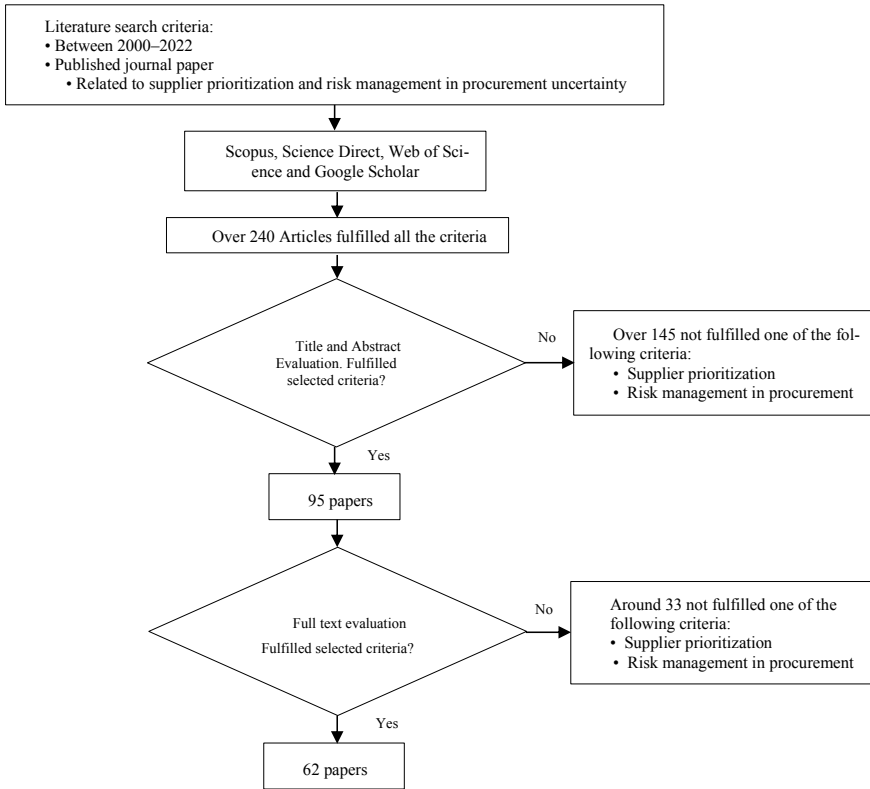 Literature search criteria:
• Between 2000–2022
• Published journal paper
• Related to supplier prioritization and risk management in procurement uncertainty
Scopus, Science Direct, Web of Sci-
ence and Google Scholar
Over 240 Articles fulfilled all the criteria
Title and Abstract
Evaluation. Fulfilled
selected criteria?
No
Over 145 not fulfilled one of the fol-
lowing criteria:
• Supplier prioritization
• Risk management in procurement
Yes
95 papers
Full text evaluation
Fulfilled selected criteria?
No
Around 33 not fulfilled one of the
following criteria:
• Supplier prioritization
• Risk management in procurement
Yes
62 papers